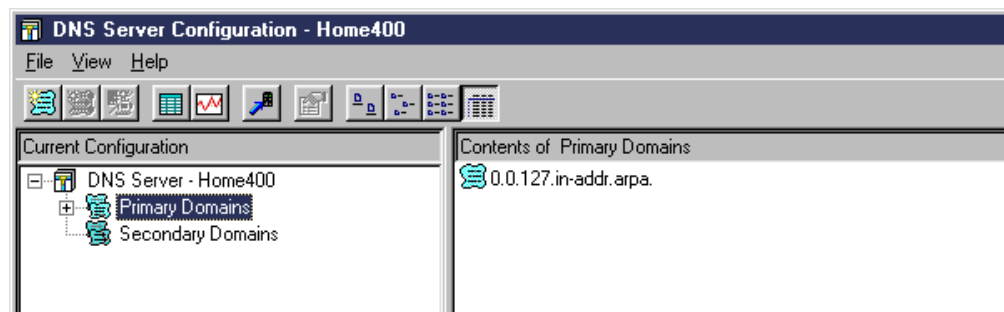 DNS Server Configuration - Home400
File View Help
Current Configuration
Contents of Primary Domains
DNS Server - Home400
0.0.127.in-addr.arpa.
Primary Domains
Secondary Domains